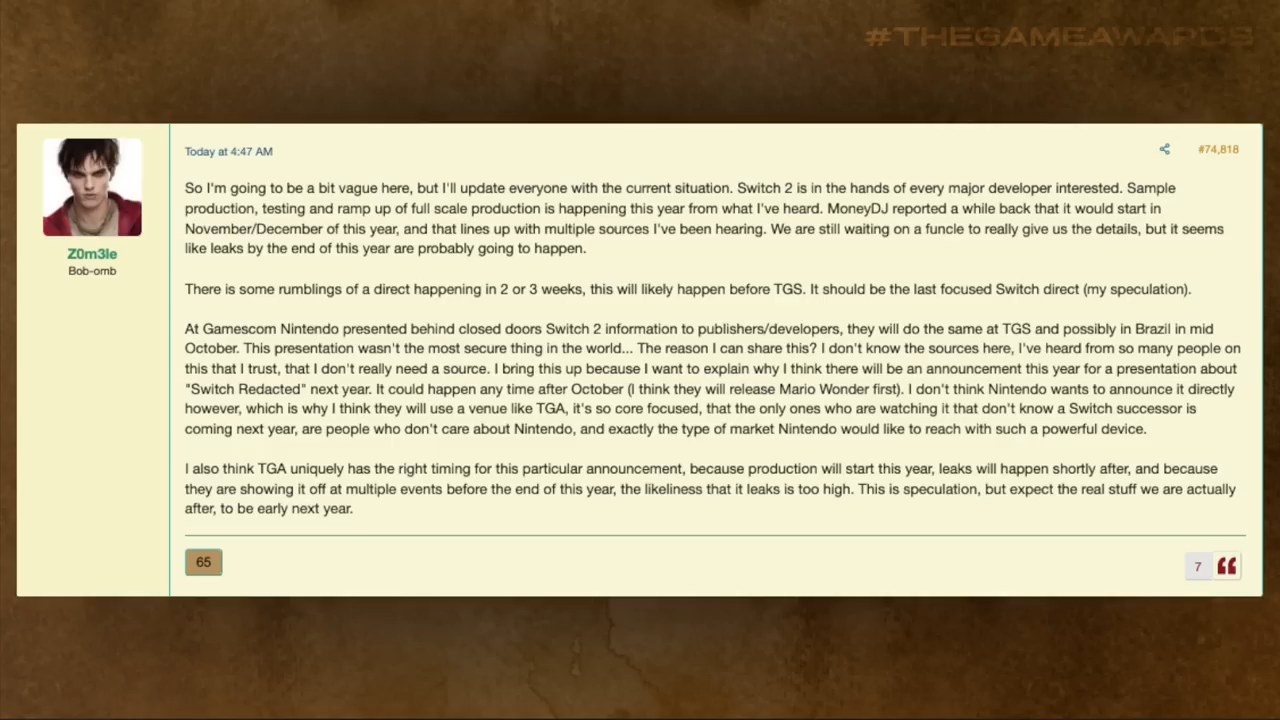 #THEGAMEAWARDS
Today at 4:47 AM
#74,818
So I'm going to be a bit vague here, but I'll update everyone with the current situation. Switch 2 is in the hands of every major developer interested. Sample
production, testing and ramp up of full scale production is happening this year from what I've heard. MoneyDJ reported a while back that it would start in
November/December of this year, and that lines up with multiple sources I've been hearing. We are still waiting on a funcle to really give us the details, but it seems
like leaks by the end of this year are probably going to happen.
Z0m3le
Bob-omb
There is some rumblings of a direct happening in 2 or 3 weeks, this will likely happen before TGS. It should be the last focused Switch direct (my speculation).
At Gamescom Nintendo presented behind closed doors Switch 2 information to publishers/developers, they will do the same at TGS and possibly in Brazil in mid
October. This presentation wasn't the most secure thing in the world... The reason I can share this? I don't know the sources here, I've heard from so many people on
this that I trust, that I don't really need a source. I bring this up because I want to explain why I think there will be an announcement this year for a presentation about
"Switch Redacted" next year. It could happen any time after October (I think they will release Mario Wonder first). I don't think Nintendo wants to announce it directly
however, which is why I think they will use a venue like TGA, it's so core focused, that the only ones who are watching it that don't know a Switch successor is
coming next year, are people who don't care about Nintendo, and exactly the type of market Nintendo would like to reach with such a powerful device.
I also think TGA uniquely has the right timing for this particular announcement, because production will start this year, leaks will happen shortly after, and because
they are showing it off at multiple events before the end of this year, the likeliness that it leaks is too high. This is speculation, but expect the real stuff we are actually
after, to be early next year.
65
7